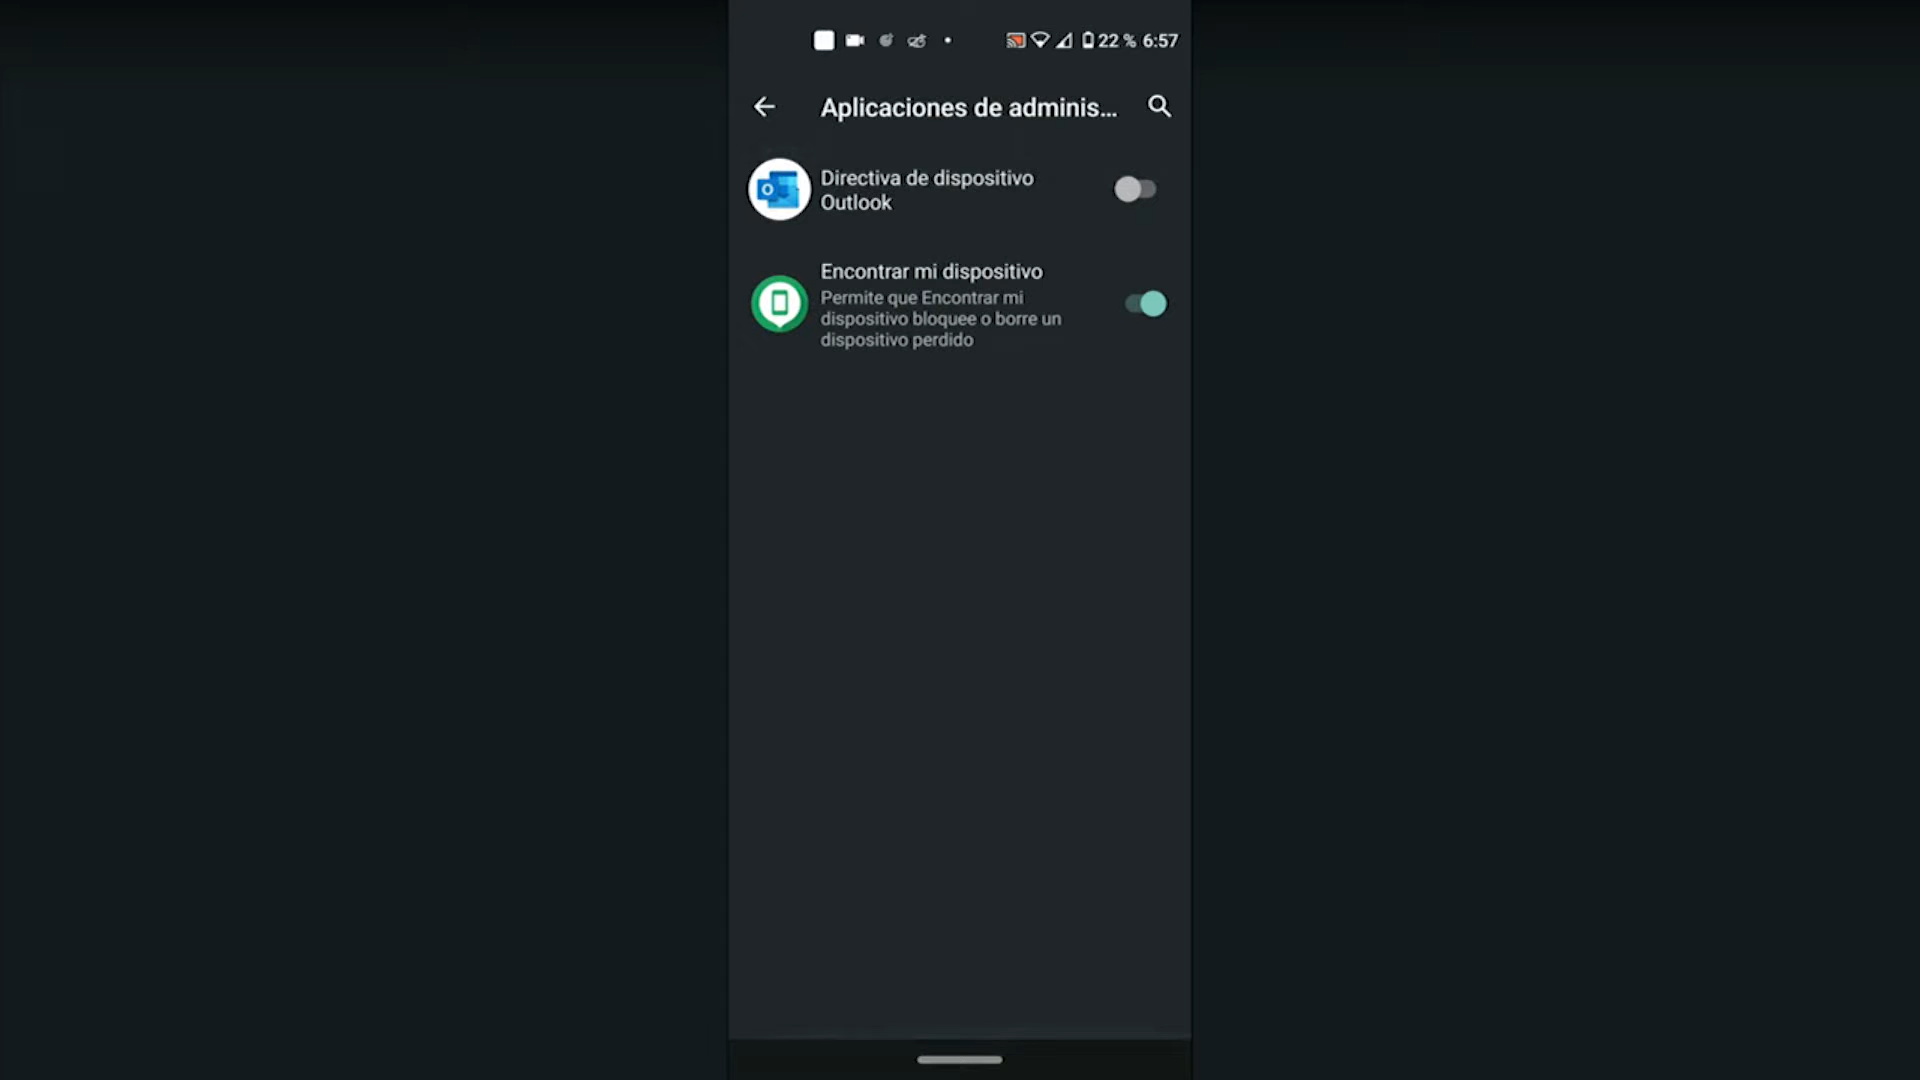 22 % 6:57
Aplicaciones de adminis...
Directiva de dispositivo
Outlook
Encontrar mi dispositivo
Permite que Encontrar mi
dispositivo bloquee o borre un
dispositivo perdido